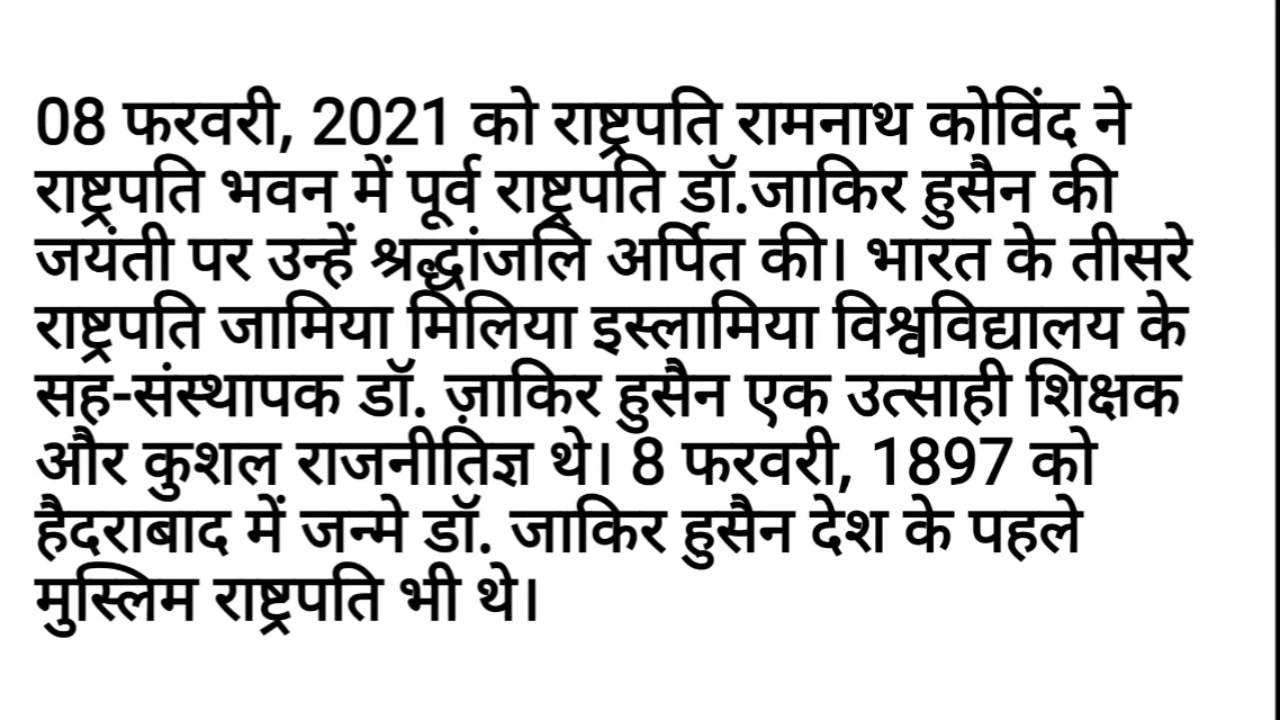 08 फरवरी, 2021 को राष्ट्रपति रामनाथ कोविंद ने
राष्ट्रपति भवन में पूर्व राष्ट्रपति डॉ.जाकिर हुसैन की
जयंती पर उन्हें श्रद्धांजलि अर्पित की। भारत के तीसरे
राष्ट्रपति जामिया मिलिया इस्लामिया विश्वविद्यालय के
सह-संस्थापक डॉ. ज़ाकिर हुसैन एक उत्साही शिक्षक
और कुशल राजनीतिज्ञ थे। 8 फरवरी, 1897 को
हैदराबाद में जन्मे डॉ. जाकिर हुसैन देश के पहले
मुस्लिम राष्ट्रपति भी थे।